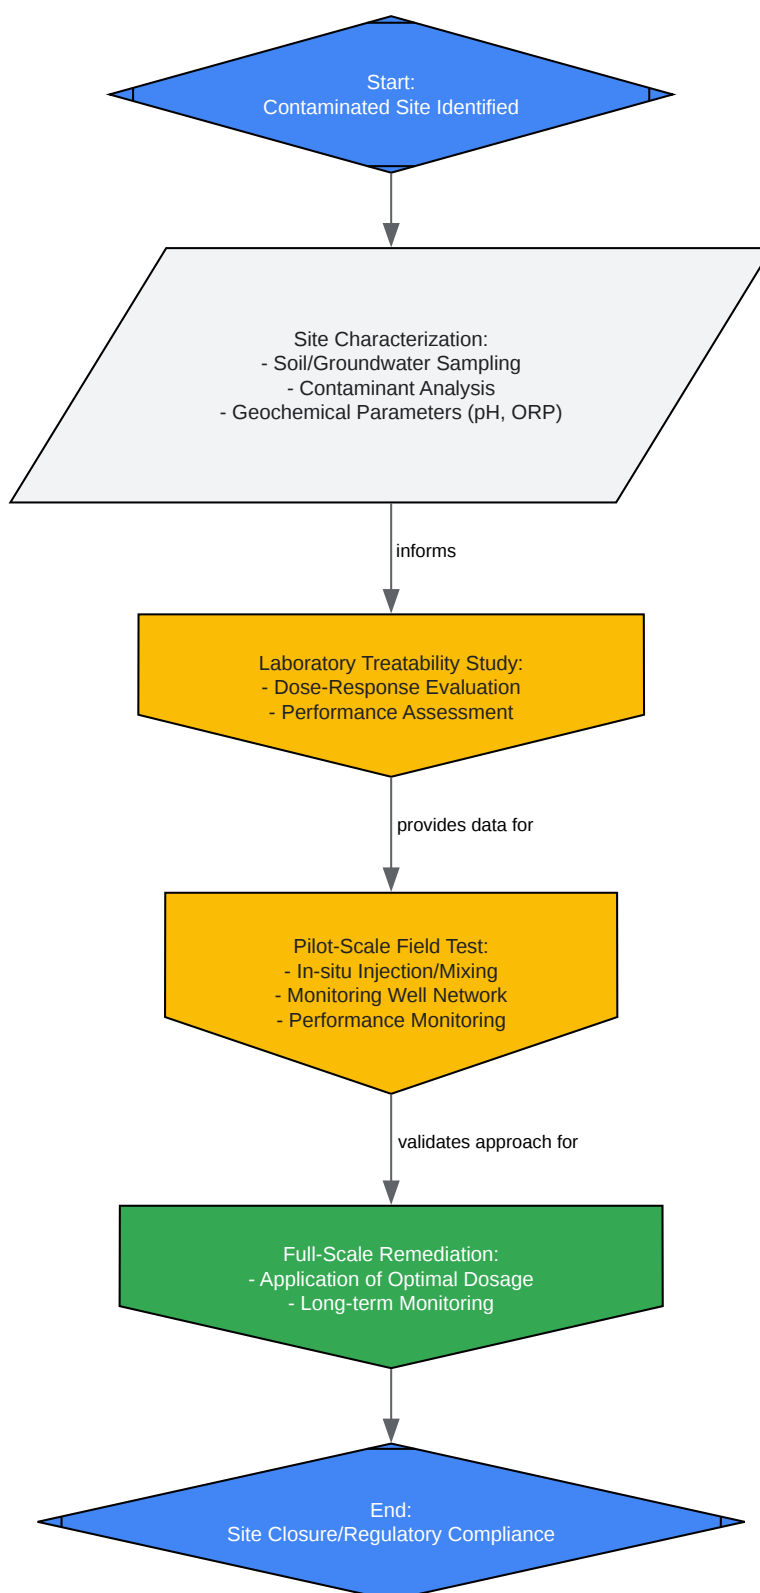 Start:
Contaminated Site Identified
Site Characterization:
- Soil/Groundwater Sampling
- Contaminant Analysis
- Geochemical Parameters (pH, ORP)
informs
Laboratory Treatability Study:
- Dose-Response Evaluation
- Performance Assessment
provides data for
Pilot-Scale Field Test:
- In-situ Injection/Mixing
- Monitoring Well Network
- Performance Monitoring
validates approach for
Full-Scale Remediation:
- Application of Optimal Dosage
- Long-term Monitoring
End:
Site Closure/Regulatory Compliance